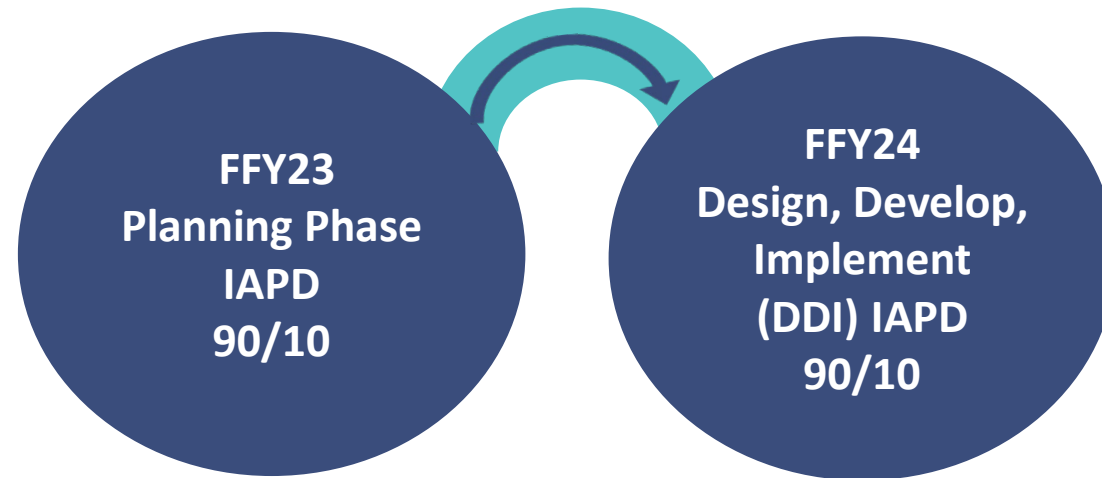 FFY23
Planning Phase
IAPD
90/10
FFY24
Design, Develop,
Implement
(DDI) IAPD
90/10